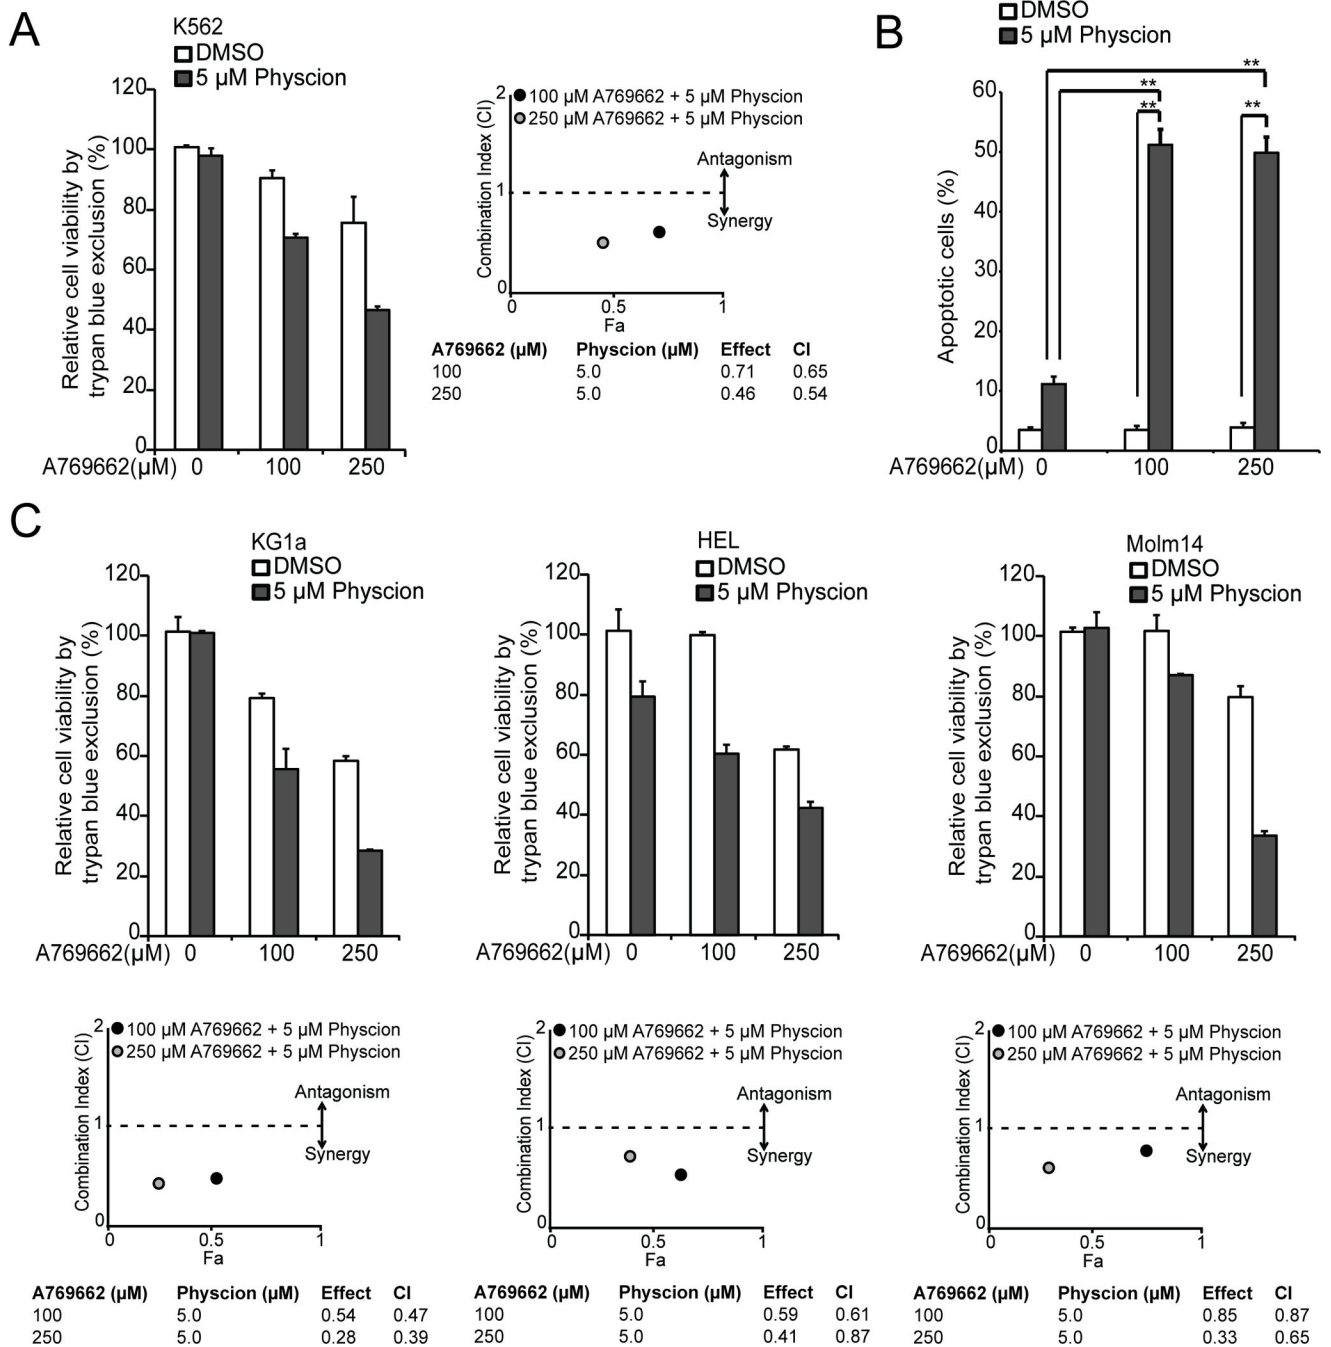 A
K562
DMSO
5 µM Physcion
120
100
80
60
40
20
0
Relative cell viability by
trypan blue exclusion (%)
A769662(µM) 0 100 250
2
1
0
Combination Index (CI)
100 µM A769662 + 5 µM Physcion
250 µM A769662 + 5 µM Physcion
Antagonism
Synergy
0 0.5 1
Fa
A769662 (µM) Physcion (µM) Effect CI
100 5.0 0.71 0.65
250 5.0 0.46 0.54
B
DMSO
5 µM Physcion
60
50
40
30
20
10
0
Apoptotic cells (%)
**
**
**
**
A769662(µM) 0 100 250
C
KG1a
DMSO
5 µM Physcion
120
100
80
60
40
20
0
Relative cell viability by
trypan blue exclusion (%)
A769662(µM) 0 100 250
HEL
DMSO
5 µM Physcion
120
100
80
60
40
20
0
Relative cell viability by
trypan blue exclusion (%)
A769662(µM) 0 100 250
Molm14
DMSO
5 µM Physcion
120
100
80
60
40
20
0
Relative cell viability by
trypan blue exclusion (%)
A769662(µM) 0 100 250
2
1
0
Combination Index (CI)
100 µM A769662 + 5 µM Physcion
250 µM A769662 + 5 µM Physcion
Antagonism
Synergy
0 0.5 1
Fa
A769662 (µM) Physcion (µM) Effect CI
100 5.0 0.54 0.47
250 5.0 0.28 0.39
2
1
0
Combination Index (CI)
100 µM A769662 + 5 µM Physcion
250 µM A769662 + 5 µM Physcion
Antagonism
Synergy
0 0.5 1
Fa
A769662 (µM) Physcion (µM) Effect CI
100 5.0 0.59 0.61
250 5.0 0.41 0.87
2
1
0
Combination Index (CI)
100 µM A769662 + 5 µM Physcion
250 µM A769662 + 5 µM Physcion
Antagonism
Synergy
0 0.5 1
Fa
A769662 (µM) Physcion (µM) Effect CI
100 5.0 0.85 0.87
250 5.0 0.33 0.65